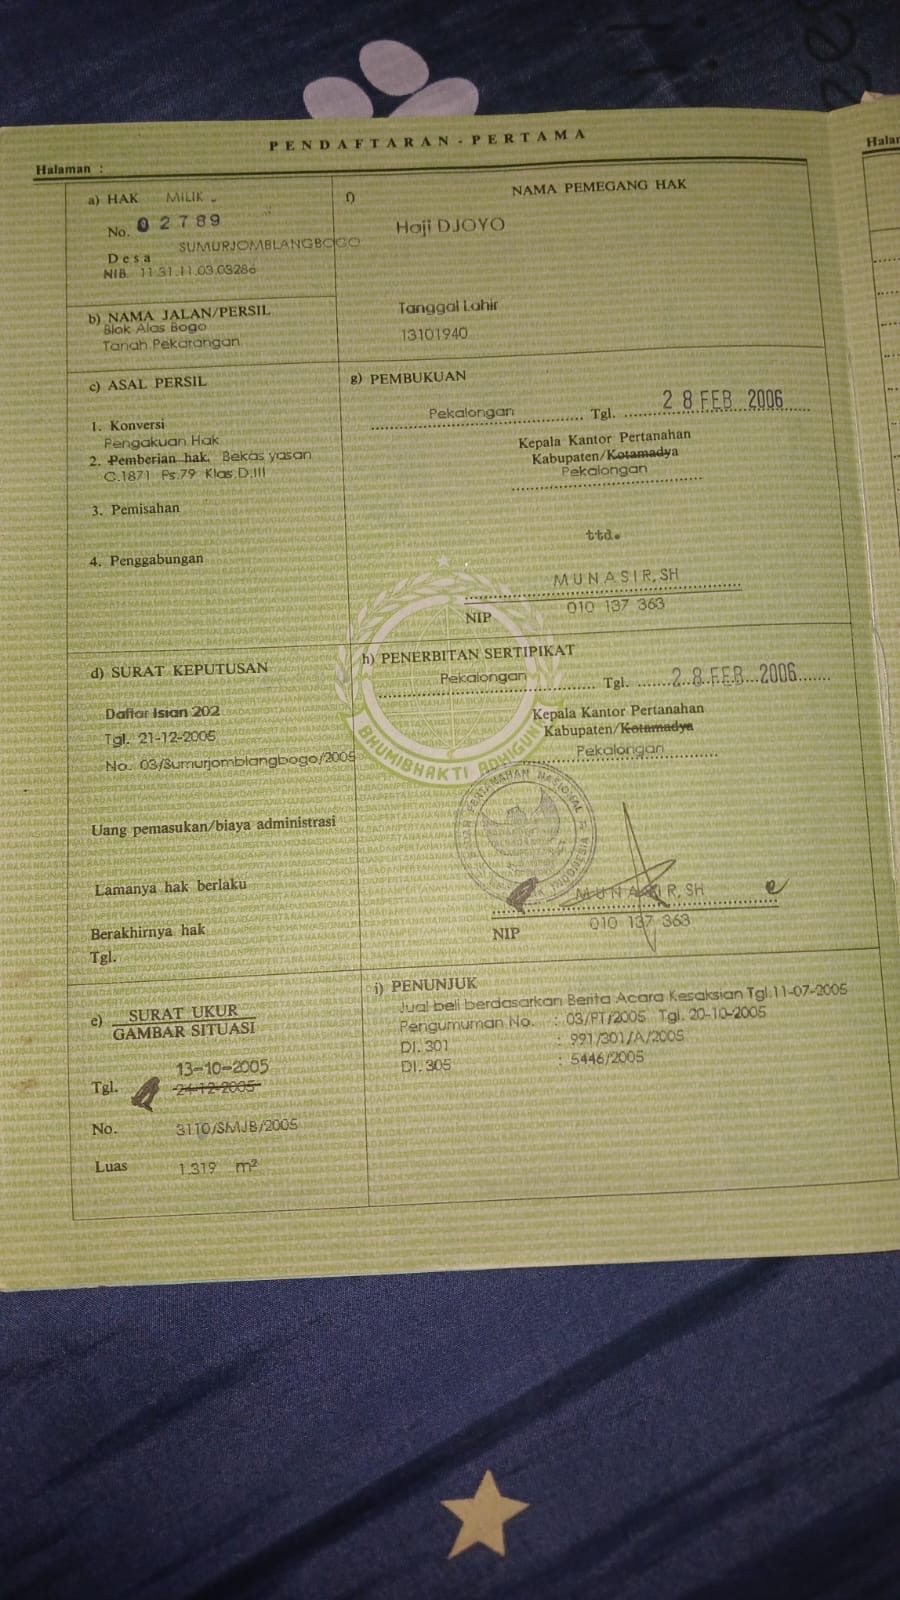 PENDAFTARAN - PERTAMA
Halaman :
a) HAK MILIK.
No. 02789
Desa SUMURJOMBLANGBOGO
NIB. 11.31.11.03.03286
b) NAMA JALAN/PERSIL
Blok Alas Bogo
Tanah Pekarangan
c) ASAL PERSIL
1. Konversi
Pengakuan Hak
2. Pemberian hak. Bekas yasan
C.1871 Ps.79 Klas.D.III
3. Pemisahan
4. Penggabungan
d) SURAT KEPUTUSAN
Daftar Isian 202
Tgl. 21-12-2005
No. 03/Sumurjomblangbogo/2005
Uang pemasukan/biaya administrasi
Lamanya hak berlaku
Berakhirnya hak
Tgl.
e) SURAT UKUR
GAMBAR SITUASI
13-10-2005
Tgl. 24-12-2005
No. 3110/SMJB/2005
Luas 1.319 m²
f) NAMA PEMEGANG HAK
Haji DJOYO
Tanggal Lahir
13101940
g) PEMBUKUAN
Pekalongan Tgl. 28 FEB 2006
Kepala Kantor Pertanahan
Kabupaten/Kotamadya
Pekalongan
ttd.
MUNASIR, SH
NIP 010 137 363
h) PENERBITAN SERTIPIKAT
Pekalongan Tgl. 28 FEB 2006
Kepala Kantor Pertanahan
Kabupaten/Kotamadya
Pekalongan
BADAN PERTANAHAN NASIONAL
REPUBLIK INDONESIA
MUNASIR, SH
NIP 010 137 363
i) PENUNJUK
Jual beli berdasarkan Berita Acara Kesaksian Tgl.11-07-2005
Pengumuman No. : 03/PT/2005 Tgl. 20-10-2005
DI. 301 : 991/301/A/2005
DI. 305 : 5446/2005
BHUMIBHAKTI ADHIGUNA
Halam